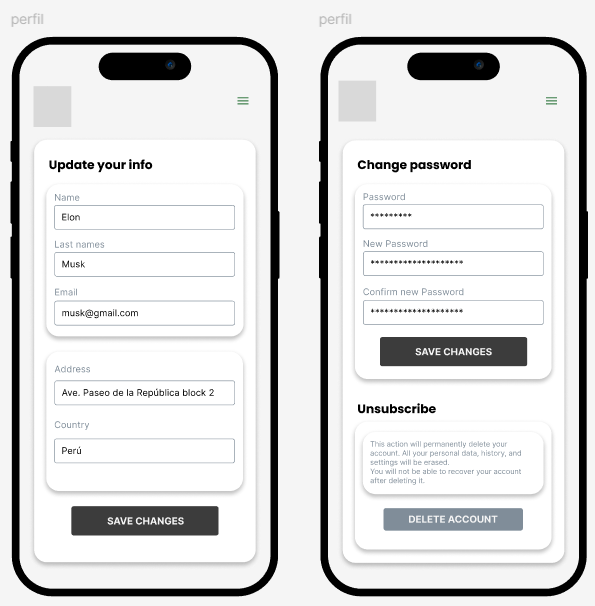 perfil
Update your info
Name
Elon
Last names
Musk
Email
musk@gmail.com
Address
Ave. Paseo de la República block 2
Country
Perú
SAVE CHANGES
perfil
Change password
Password
*********
New Password
********************
Confirm new Password
********************
SAVE CHANGES
Unsubscribe
This action will permanently delete your
account. All your personal data, history, and
settings will be erased.
You will not be able to recover your account
after deleting it.
DELETE ACCOUNT